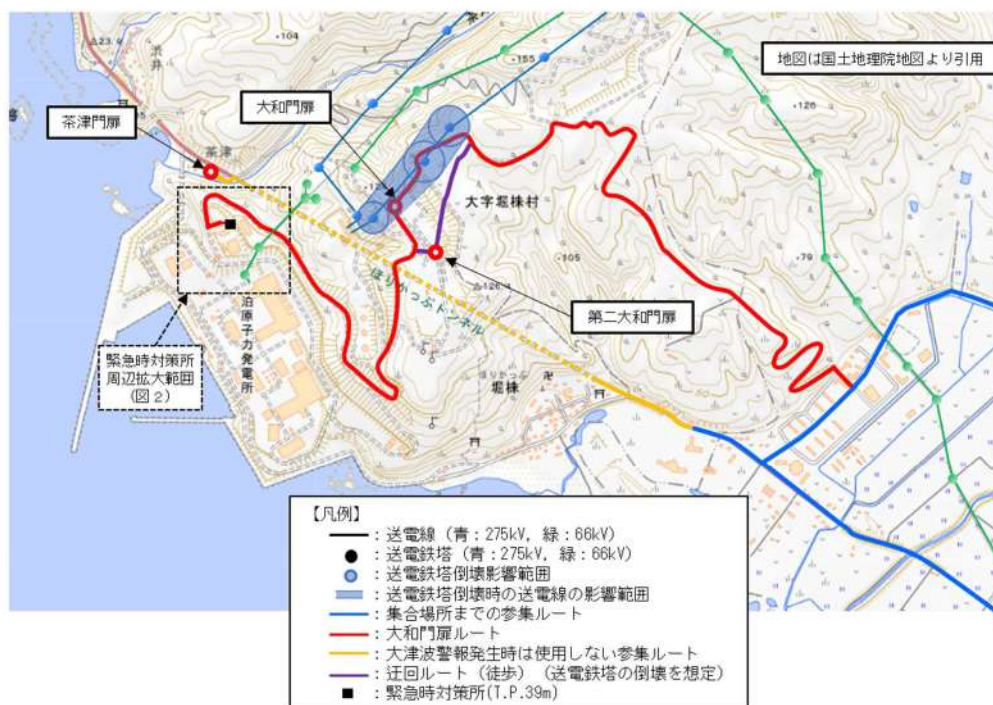 地図は国土地理院地図より引用
大和門扉
茶津門扉
茶津
大字堀株村
ほりかっぷトンネル
第二大和門扉
泊原子力発電所
緊急時対策所
周辺拡大範囲
(図2)
ほりかっぷ
堀株
・104
・155
・126
・105
・79
【凡例】
:送電線(青:275kV, 緑:66kV)
:送電鉄塔(青:275kV, 緑:66kV)
:送電鉄塔倒壊影響範囲
:送電鉄塔倒壊時の送電線の影響範囲
:集合場所までの参集ルート
:大和門扉ルート
:大津波警報発生時は使用しない参集ルート
:迂回ルート(徒歩)(送電鉄塔の倒壊を想定)
:緊急時対策所(T.P.39m)